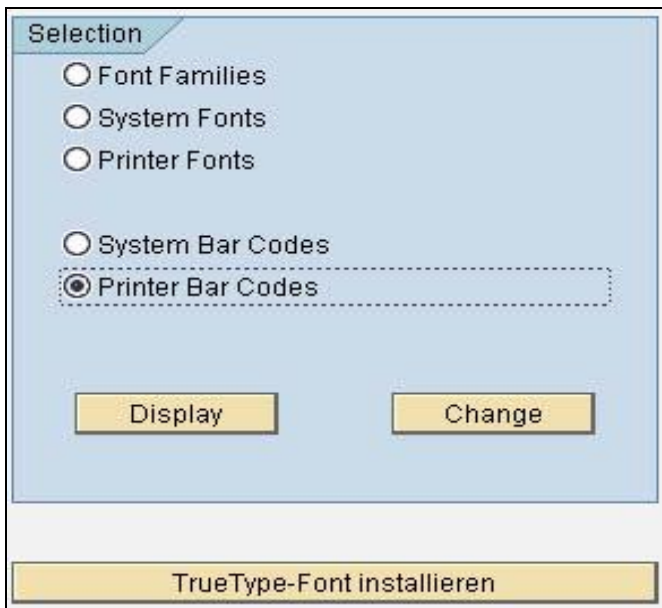 Selection
Font Families
System Fonts
Printer Fonts
System Bar Codes
Printer Bar Codes
Display Change
TrueType-Font installieren